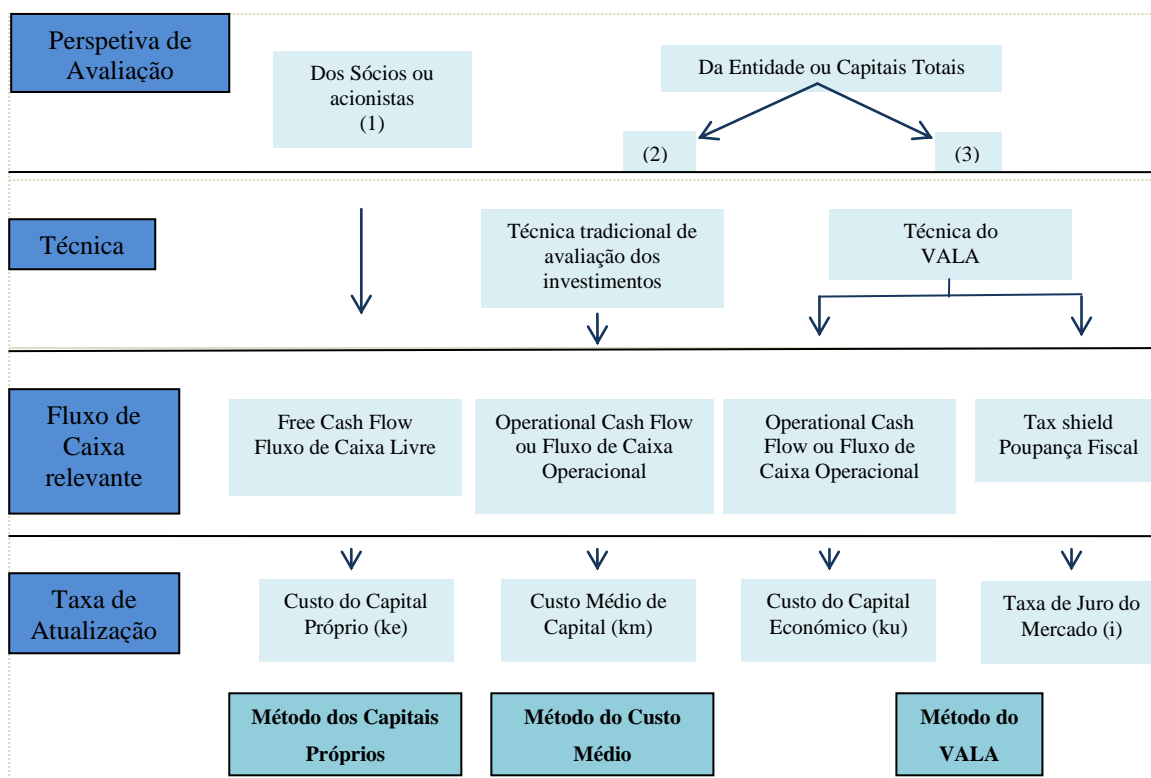 Perspetiva de
Avaliação
Dos Sócios ou
acionistas
(1)
Da Entidade ou Capitais Totais
(2)
(3)
Técnica
Técnica tradicional de
avaliação dos
investimentos
Técnica do
VALA
Fluxo de
Caixa
relevante
Free Cash Flow
Fluxo de Caixa Livre
Operational Cash Flow
ou Fluxo de Caixa
Operacional
Operational Cash
Flow ou Fluxo de
Caixa Operacional
Tax shield
Poupança Fiscal
Taxa de
Atualização
Custo do Capital
Próprio (ke)
Custo Médio de
Capital (km)
Custo do Capital
Económico (ku)
Taxa de Juro do
Mercado (i)
Método dos Capitais
Próprios
Método do Custo
Médio
Método do
VALA